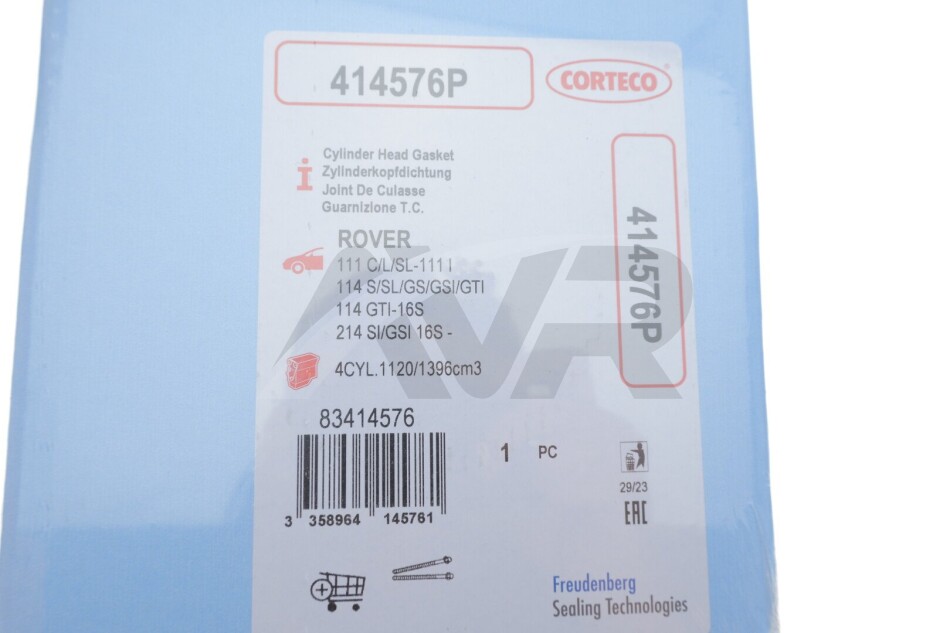 414576P
CORTECO
Cylinder Head Gasket
Zylinderkopfdichtung
Joint De Culasse
Guarnizione T.C.
ROVER
111 C/L/SL-111 I
114 S/SL/GS/GSI/GTI
114 GTI-16S
214 SI/GSI 16S -
4CYL.1120/1396cm3
414576P
83414576
3 358964 145761
1 PC
29/23
EAC
Freudenberg
Sealing Technologies
AVR